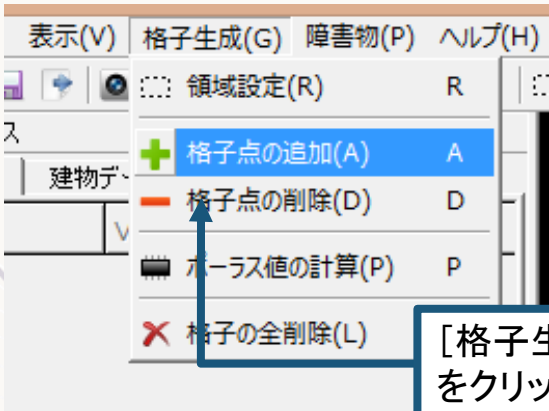 表示(V) 格子生成(G) 障害物(P) ヘルプ(H)
領域設定(R) R
ス
格子点の追加(A) A
建物デ
格子点の削除(D) D
V
ポーラス値の計算(P) P
格子の全削除(L)
[格子生
をクリッ